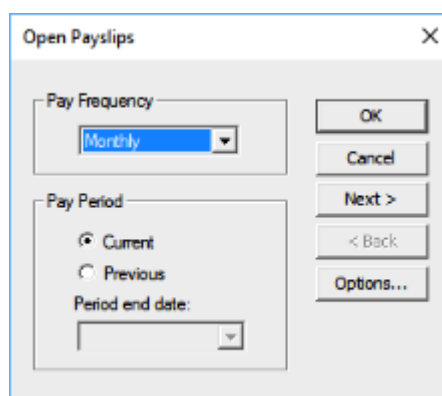 Open Payslips
Pay Frequency
Monthly
Pay Period
Current
Previous
Period end date:
OK
Cancel
Next >
< Back
Options...